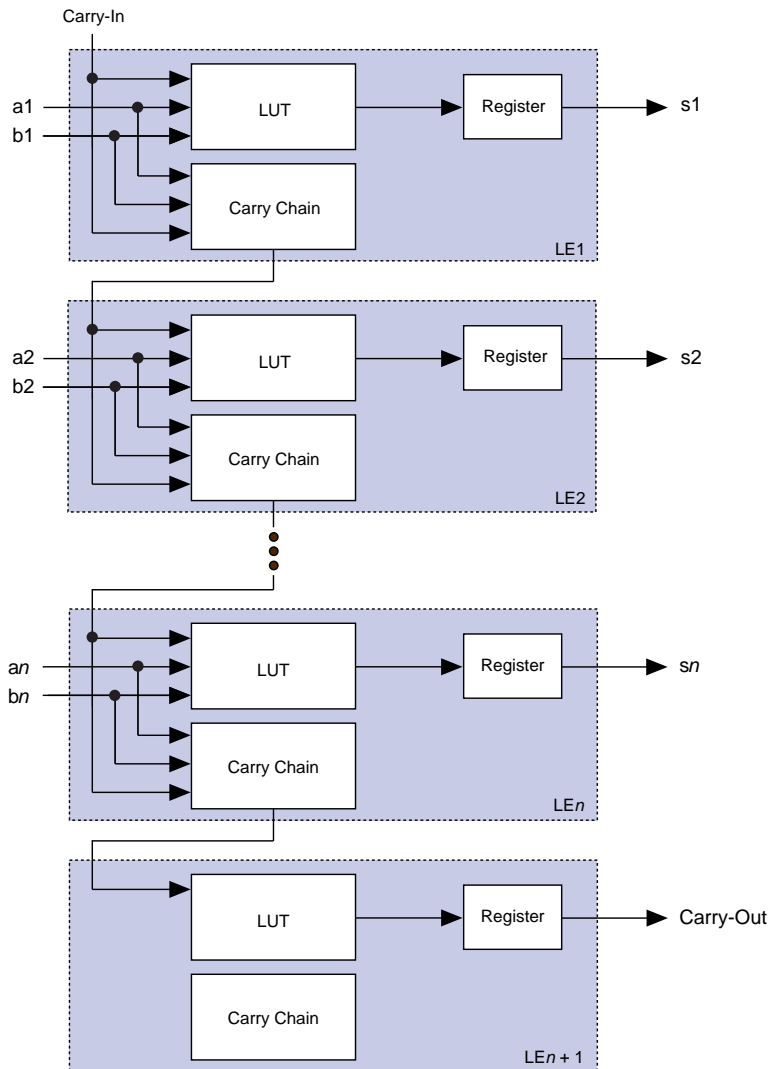 Carry-In
a1
b1
LUT
Register
s1
Carry Chain
LE1
a2
b2
LUT
Register
s2
Carry Chain
LE2
an
bn
LUT
Register
sn
Carry Chain
LEn
LUT
Register
Carry-Out
Carry Chain
LEn + 1